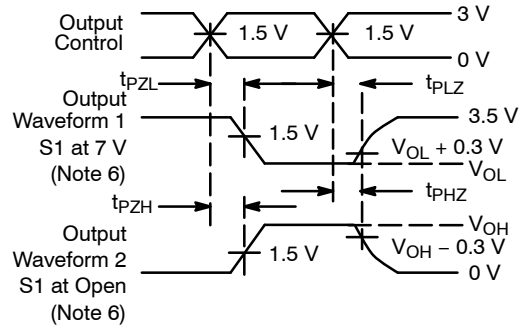 Output
Control
1.5 V
1.5 V
3 V
0 V
tPZL
tPLZ
Output
Waveform 1
S1 at 7 V
(Note 6)
1.5 V
3.5 V
VOL + 0.3 V
VOL
tPZH
tPHZ
Output
Waveform 2
S1 at Open
(Note 6)
1.5 V
VOH
VOH − 0.3 V
0 V